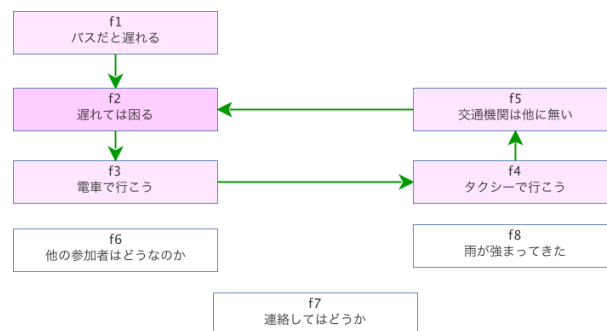 f1
バスだと遅れる
f2
遅れては困る
f5
交通機関は他に無い
f3
電車で行こう
f4
タクシーで行こう
f6
他の参加者はどうなのか
f8
雨が強まってきた
f7
連絡してはどうか